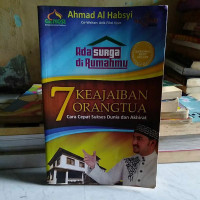 Ahmad Al Habsyi
Ada SURGA
di RUMAHMU
7 KEAJAIBAN
ORANGTUA
Cara Cepat Sukses Dunia dan Akhirat